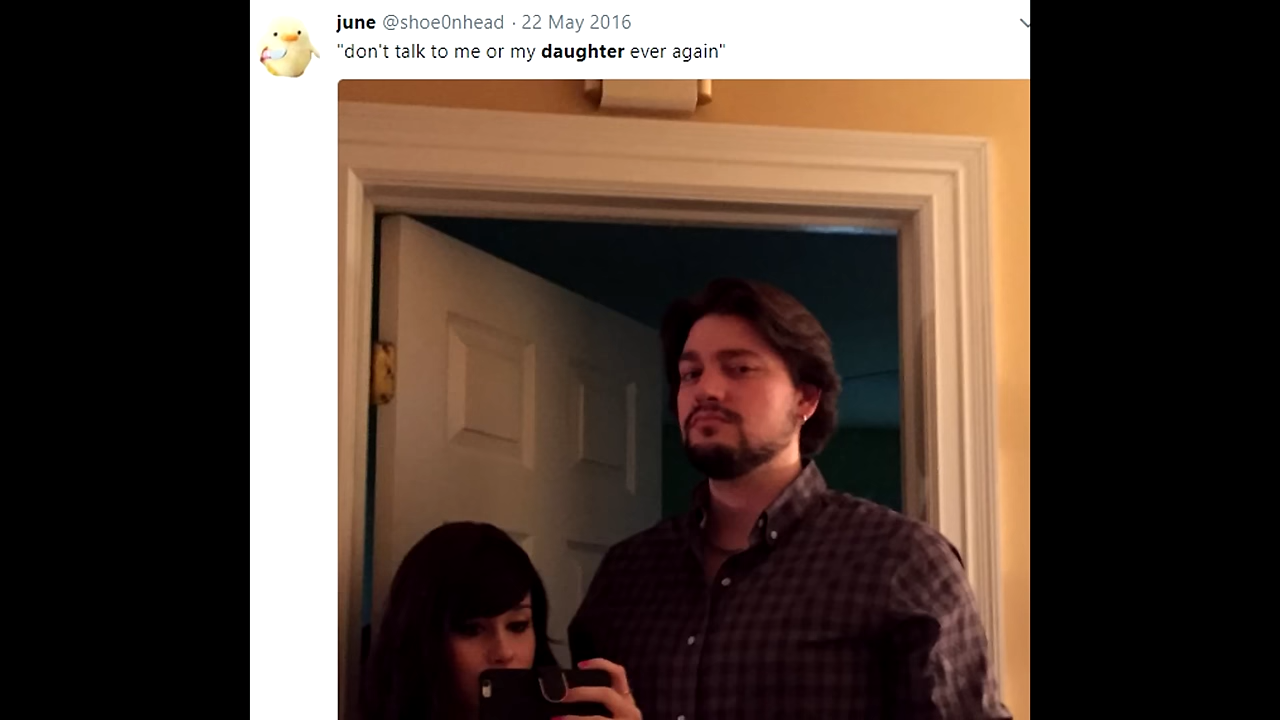 june @shoe0nhead · 22 May 2016
"don't talk to me or my daughter ever again"